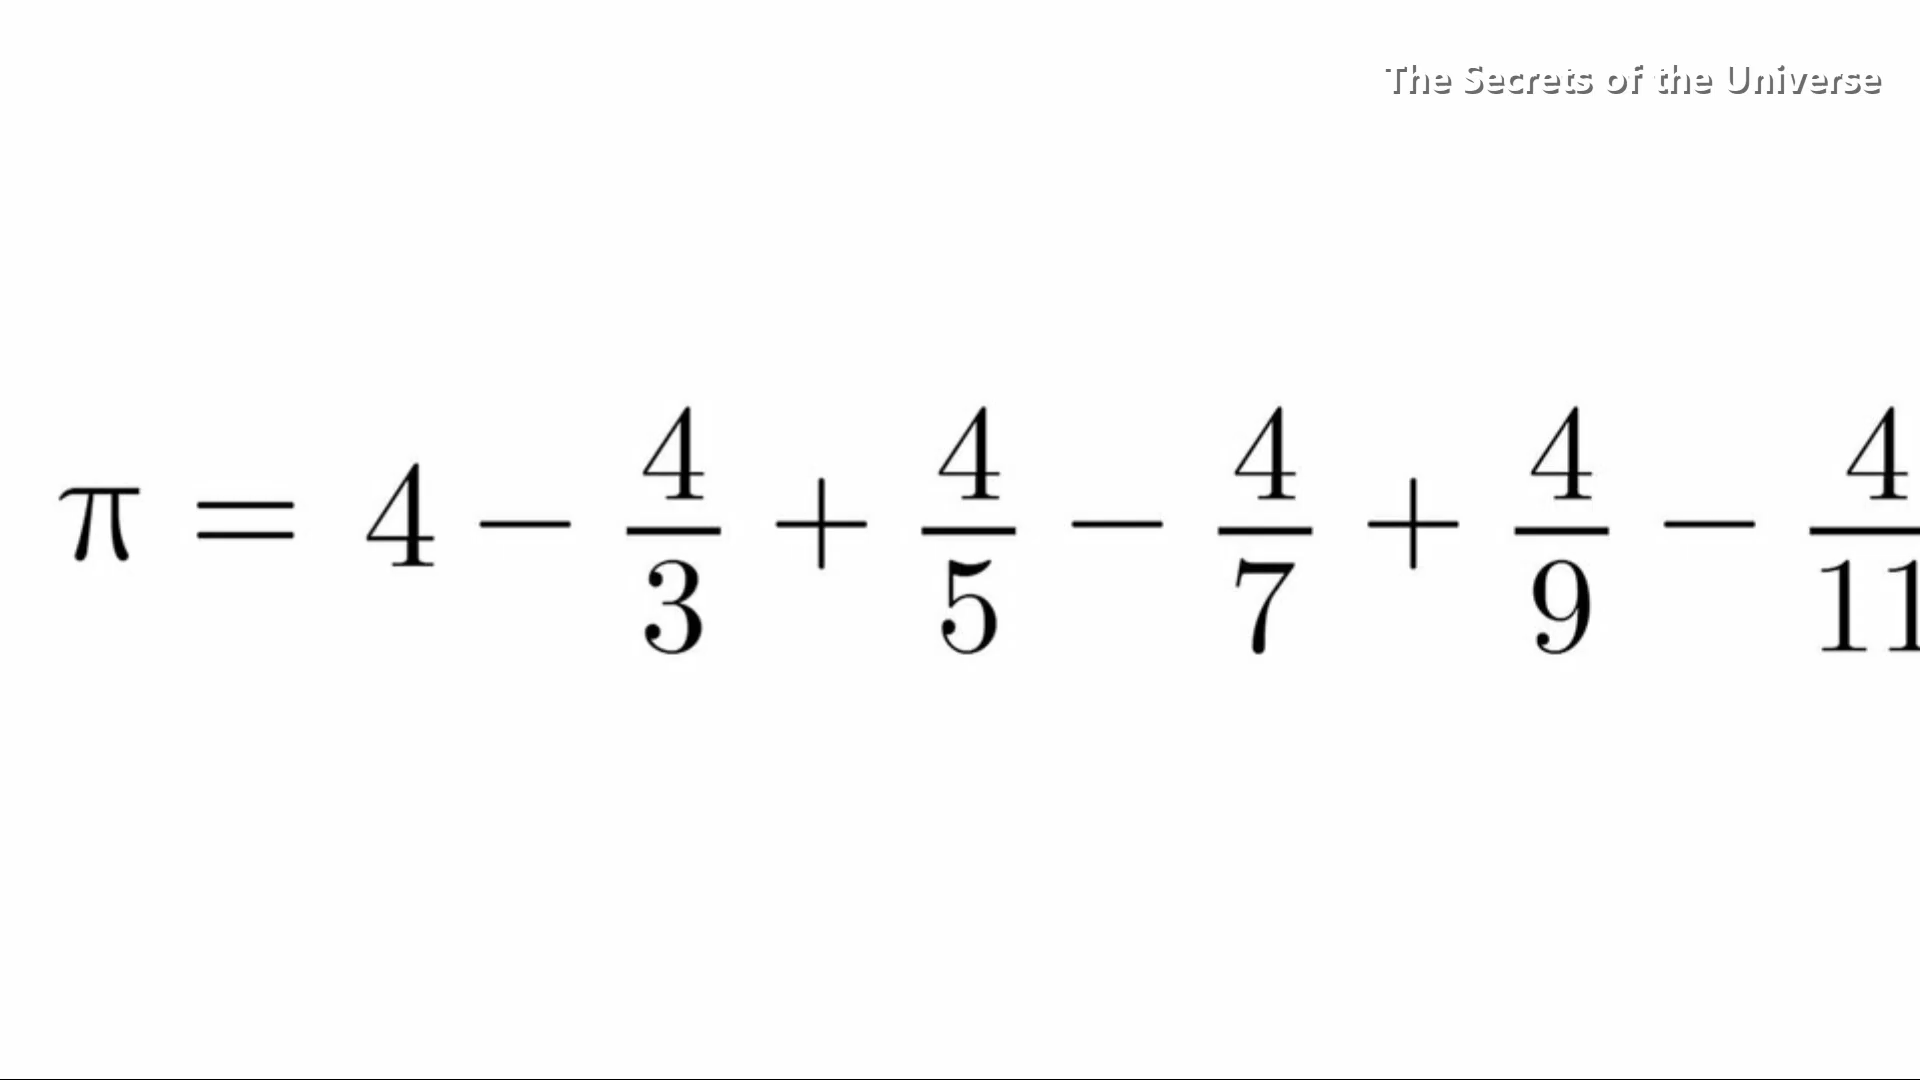 The Secrets of the Universe
π = 4 − 4/3 + 4/5 − 4/7 + 4/9 − 4/11